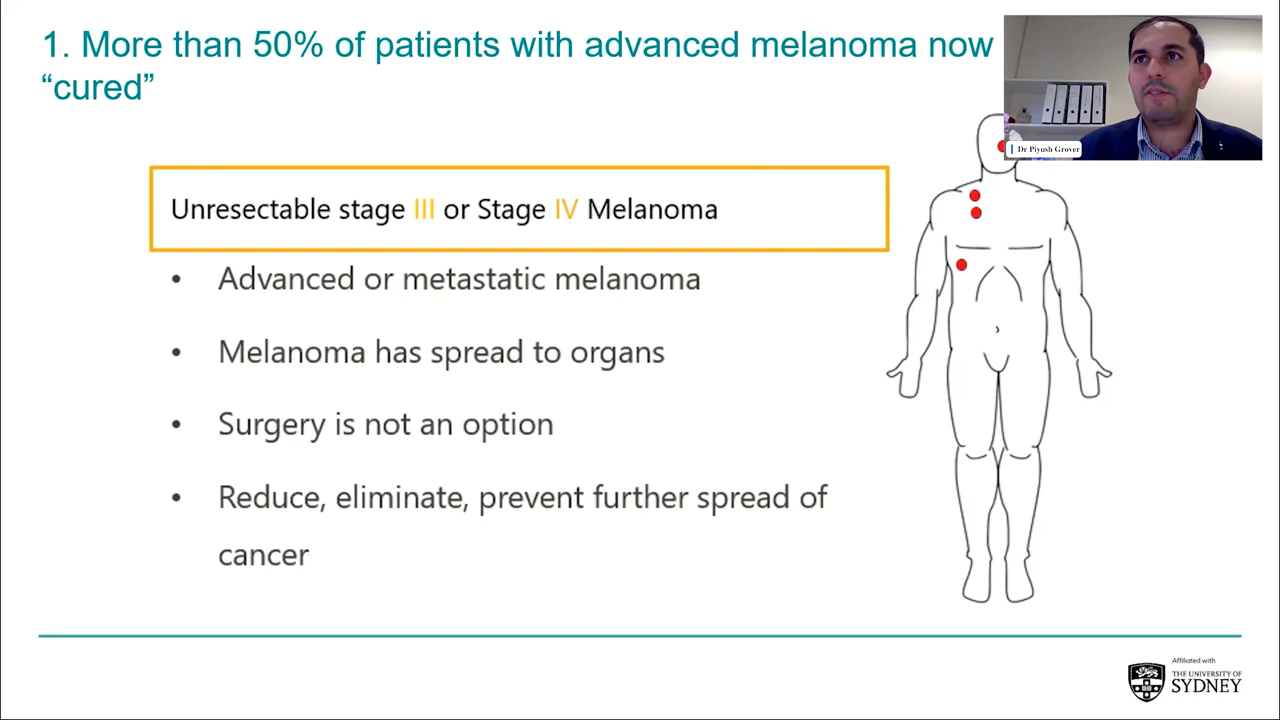 1. More than 50% of patients with advanced melanoma now
“cured”
Dr Piyush Grover
Unresectable stage III or Stage IV Melanoma
• Advanced or metastatic melanoma
• Melanoma has spread to organs
• Surgery is not an option
• Reduce, eliminate, prevent further spread of
cancer
Affiliated with
THE UNIVERSITY OF
SYDNEY